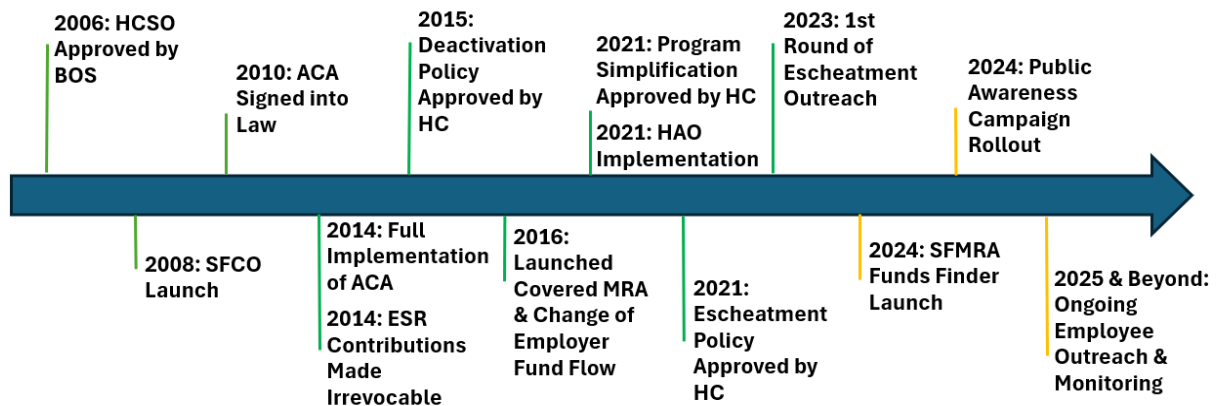 2006: HCSO
Approved by
BOS
2008: SFCO
Launch
2010: ACA
Signed into
Law
2014: Full
Implementation
of ACA
2014: ESR
Contributions
Made
Irrevocable
2015:
Deactivation
Policy
Approved by
HC
2016:
Launched
Covered MRA
& Change of
Employer
Fund Flow
2021: Program
Simplification
Approved by HC
2021: HAO
Implementation
2021:
Escheatment
Policy
Approved by
HC
2023: 1st
Round of
Escheatment
Outreach
2024: SFMRA
Funds Finder
Launch
2024: Public
Awareness
Campaign
Rollout
2025 & Beyond:
Ongoing
Employee
Outreach &
Monitoring